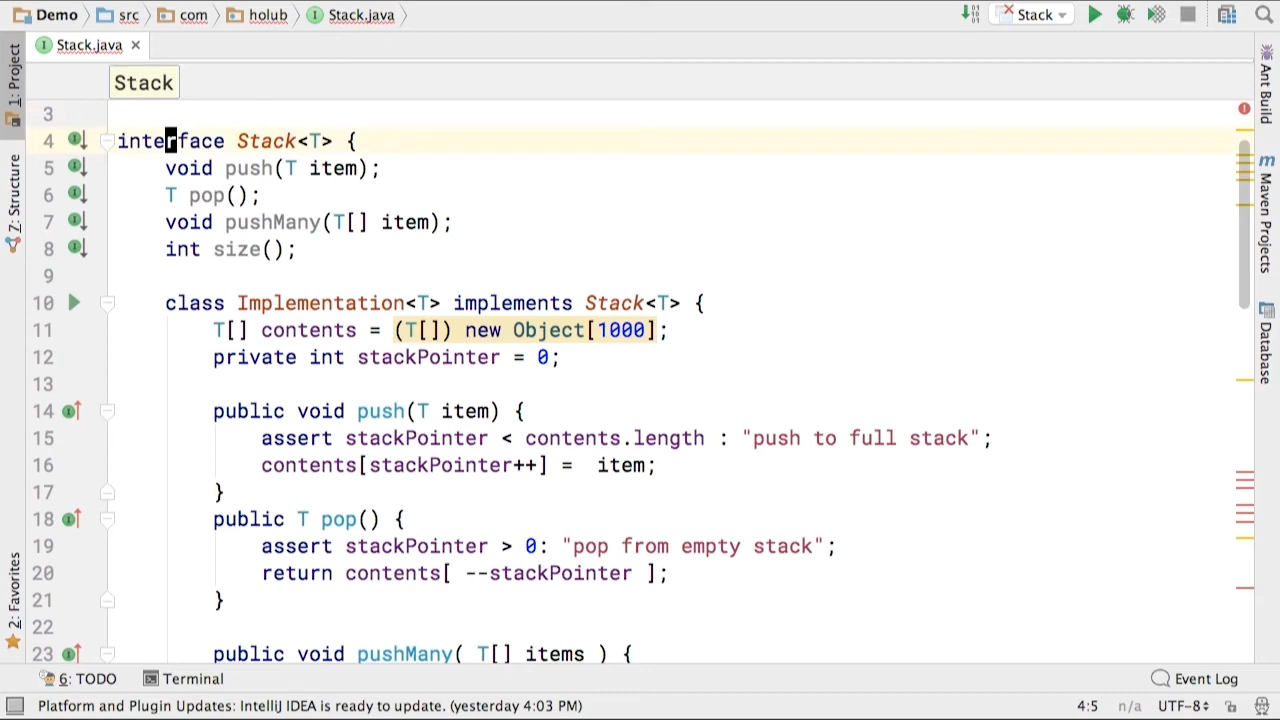 Demo src com holub Stack.java Stack
Stack.java
1: Project
Z: Structure
2: Favorites
Stack
3
4 interface Stack<T> {
5 void push(T item);
6 T pop();
7 void pushMany(T[] item);
8 int size();
9
10 class Implementation<T> implements Stack<T> {
11 T[] contents = (T[]) new Object[1000];
12 private int stackPointer = 0;
13
14 public void push(T item) {
15 assert stackPointer < contents.length : "push to full stack";
16 contents[stackPointer++] =  item;
17 }
18 public T pop() {
19 assert stackPointer > 0: "pop from empty stack";
20 return contents[ --stackPointer ];
21 }
22
23 public void pushMany( T[] items ) {
Ant Build
m Maven Projects
Database
6: TODO Terminal Event Log
Platform and Plugin Updates: IntelliJ IDEA is ready to update. (yesterday 4:03 PM) 4:5 n/a UTF-8